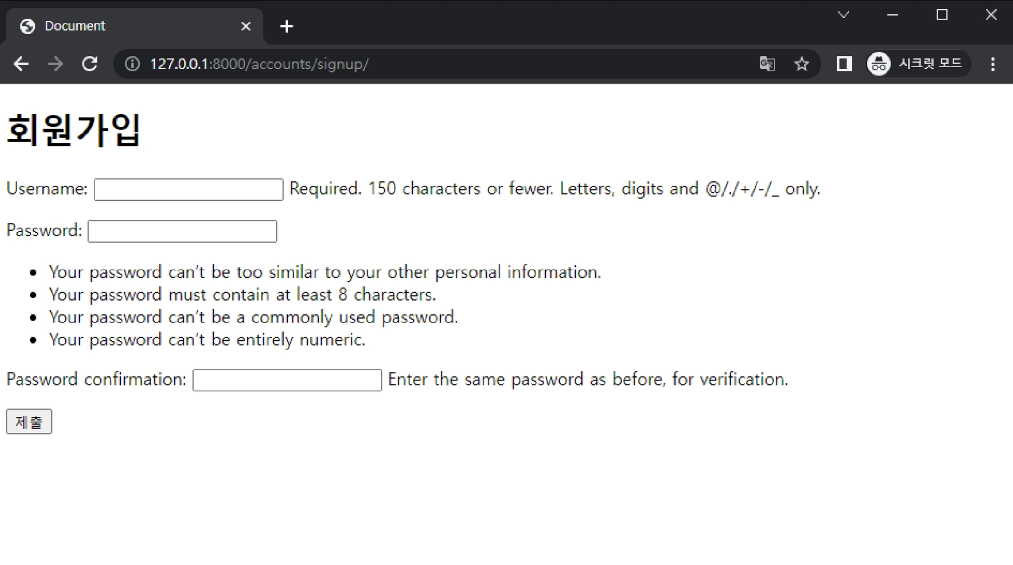 Document
127.0.0.1:8000/accounts/signup/
시크릿 모드
회원가입
Username: Required. 150 characters or fewer. Letters, digits and @/./+/-/_ only.
Password:
• Your password can't be too similar to your other personal information.
• Your password must contain at least 8 characters.
• Your password can't be a commonly used password.
• Your password can't be entirely numeric.
Password confirmation: Enter the same password as before, for verification.
제출